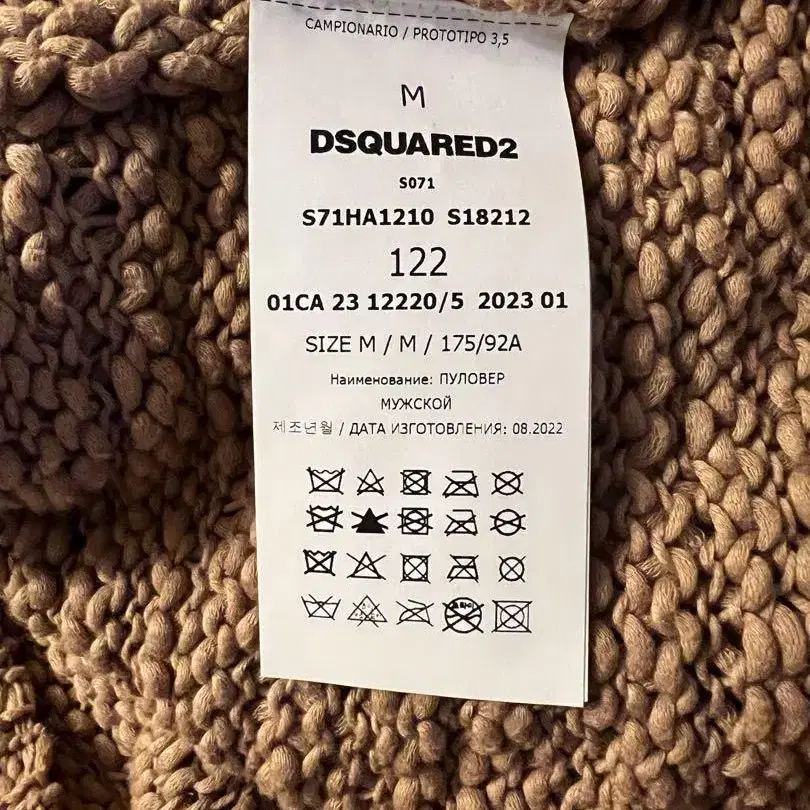 CAMPIONARIO / PROTOTIPO 3,5
M
DSQUARED2
S071
S71HA1210 S18212
122
01CA 23 12220/5 2023 01
SIZE M / M / 175/92A
Наименование: ПУЛОВЕР
МУЖСКОЙ
제조년월 / ДАТА ИЗГОТОВЛЕНИЯ: 08.2022